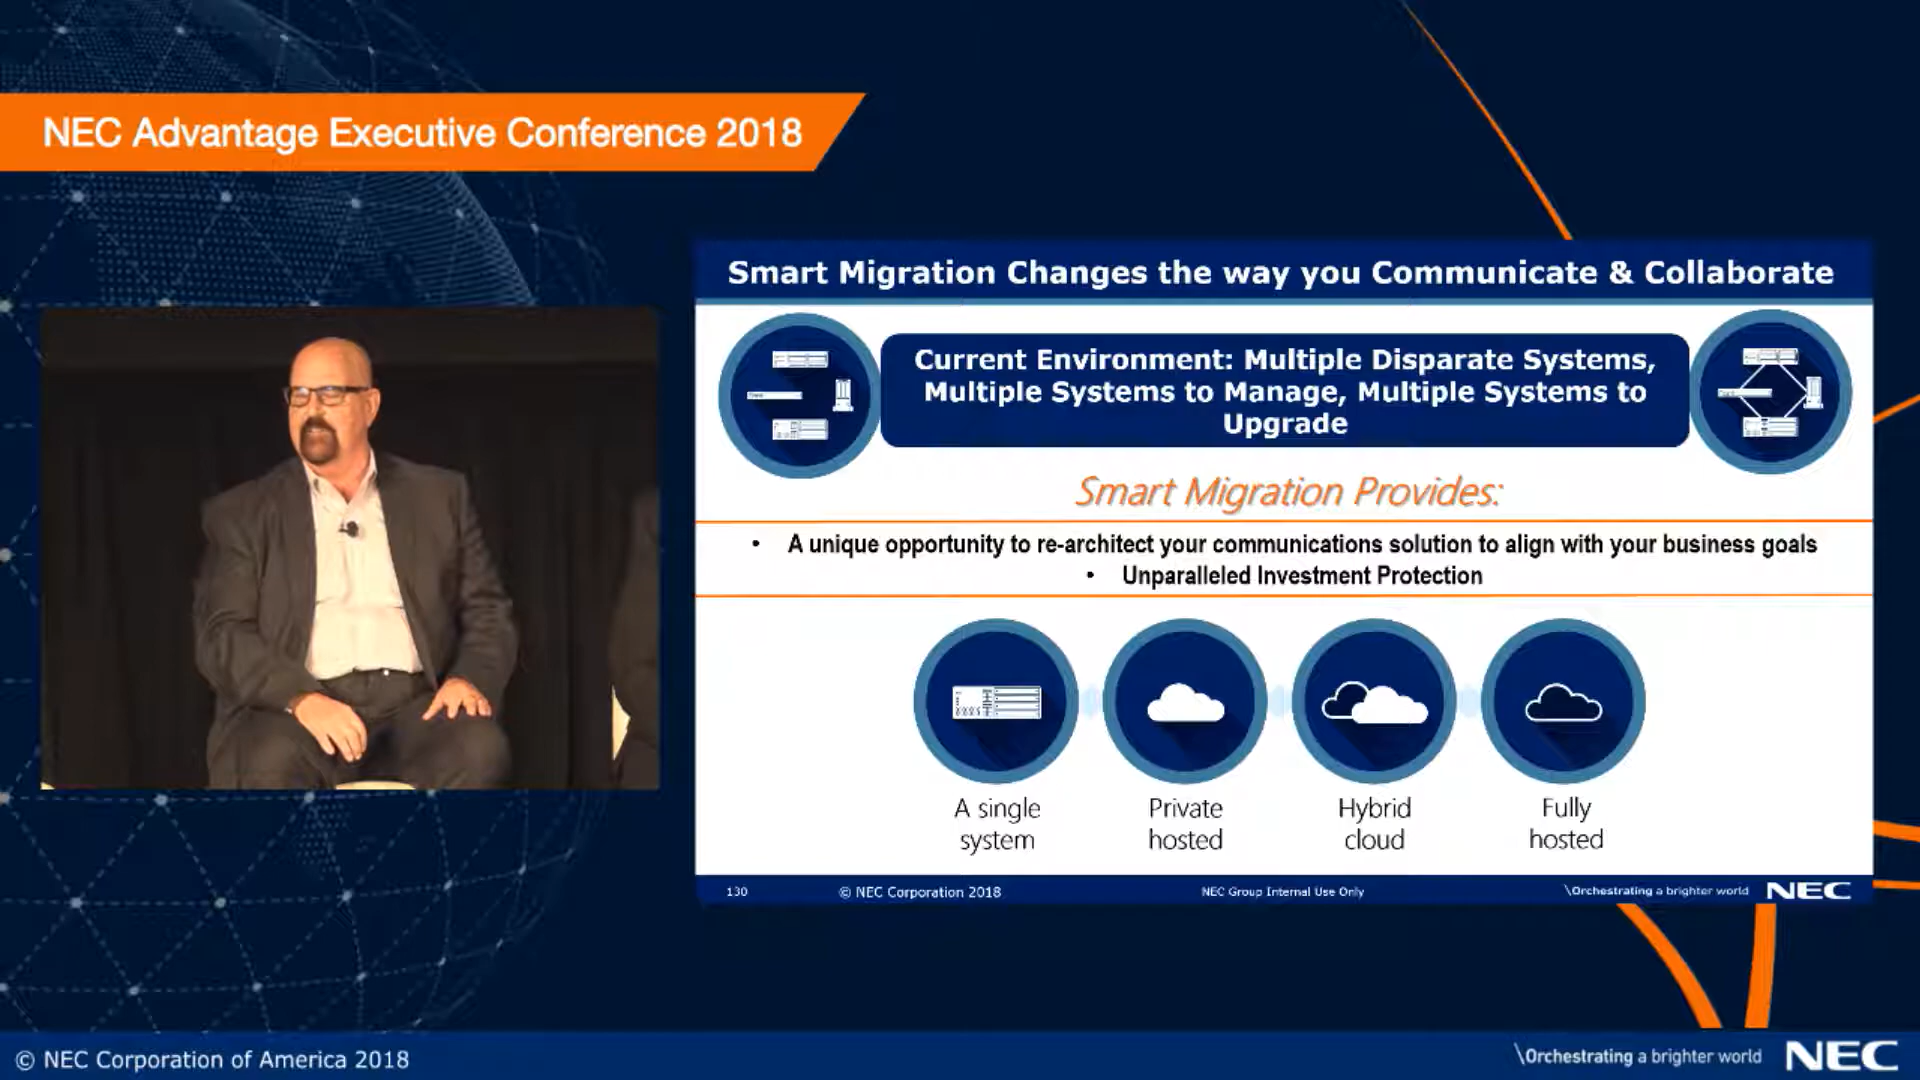 NEC Advantage Executive Conference 2018
Smart Migration Changes the way you Communicate & Collaborate
Current Environment: Multiple Disparate Systems,
Multiple Systems to Manage, Multiple Systems to
Upgrade
Smart Migration Provides:
• A unique opportunity to re-architect your communications solution to align with your business goals
• Unparalleled Investment Protection
A single
system
Private
hosted
Hybrid
cloud
Fully
hosted
130
© NEC Corporation 2018
NEC Group Internal Use Only
\Orchestrating a brighter world
NEC
© NEC Corporation of America 2018
\Orchestrating a brighter world
NEC